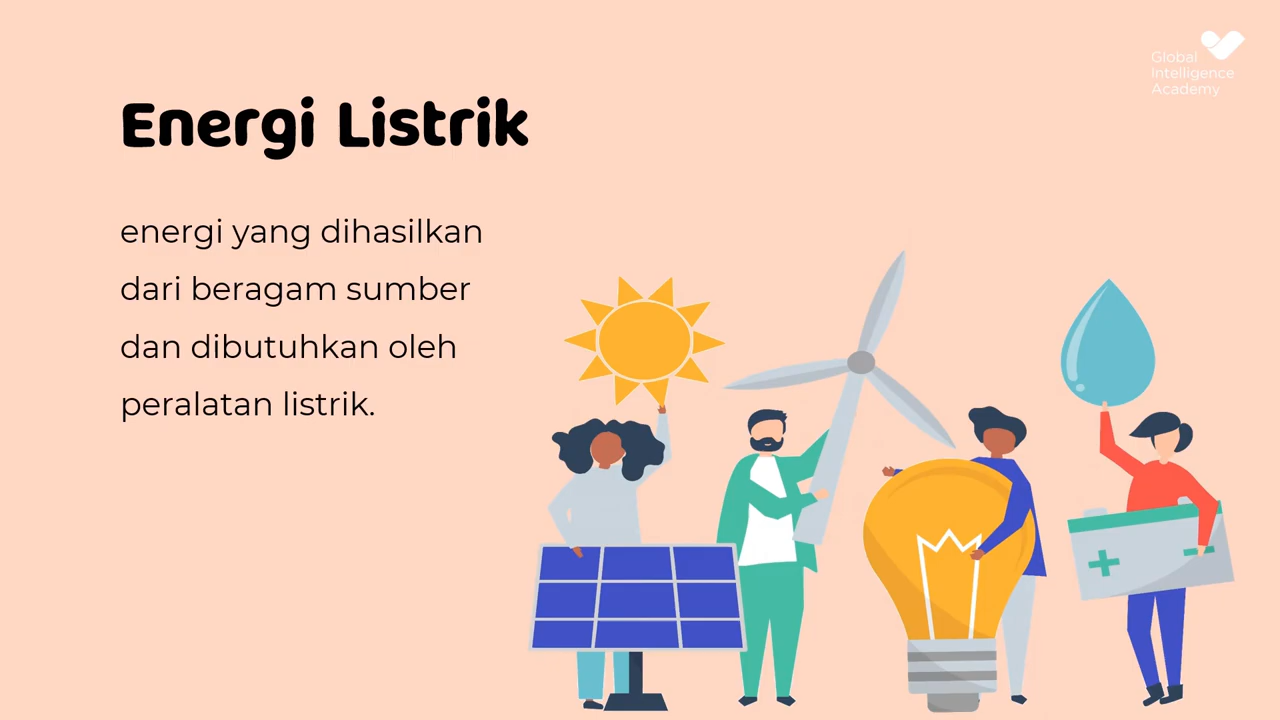 Global
Intelligence
Academy
Energi Listrik
energi yang dihasilkan
dari beragam sumber
dan dibutuhkan oleh
peralatan listrik.